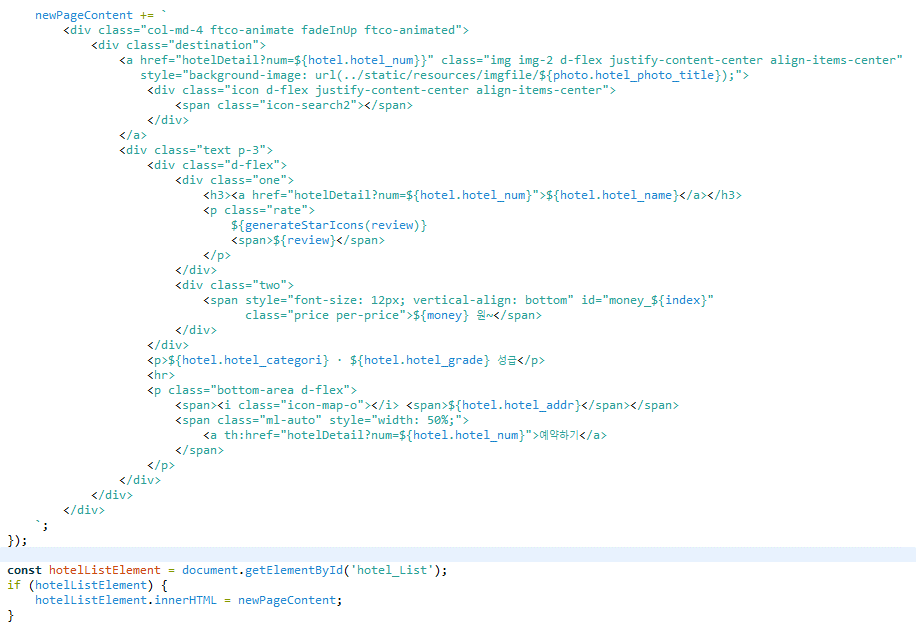 newPageContent += `
<div class="col-md-4 ftco-animate fadeInUp ftco-animated">
<div class="destination">
<a href="hotelDetail?num=${hotel.hotel_num}}" class="img img-2 d-flex justify-content-center align-items-center"
style="background-image: url(../static/resources/imgfile/${photo.hotel_photo_title});">
<div class="icon d-flex justify-content-center align-items-center">
<span class="icon-search2"></span>
</div>
</a>
<div class="text p-3">
<div class="d-flex">
<div class="one">
<h3><a href="hotelDetail?num=${hotel.hotel_num}">${hotel.hotel_name}</a></h3>
<p class="rate">
${generateStarIcons(review)}
<span>${review}</span>
</p>
</div>
<div class="two">
<span style="font-size: 12px; vertical-align: bottom" id="money_${index}"
class="price per-price">${money} 원~</span>
</div>
</div>
<p>${hotel.hotel_categori} · ${hotel.hotel_grade} 성급</p>
<hr>
<p class="bottom-area d-flex">
<span><i class="icon-map-o"></i> <span>${hotel.hotel_addr}</span></span>
<span class="ml-auto" style="width: 50%;">
<a th:href="hotelDetail?num=${hotel.hotel_num}">예약하기</a>
</span>
</p>
</div>
</div>
</div>
`;
});
const hotelListElement = document.getElementById('hotel_List');
if (hotelListElement) {
hotelListElement.innerHTML = newPageContent;
}